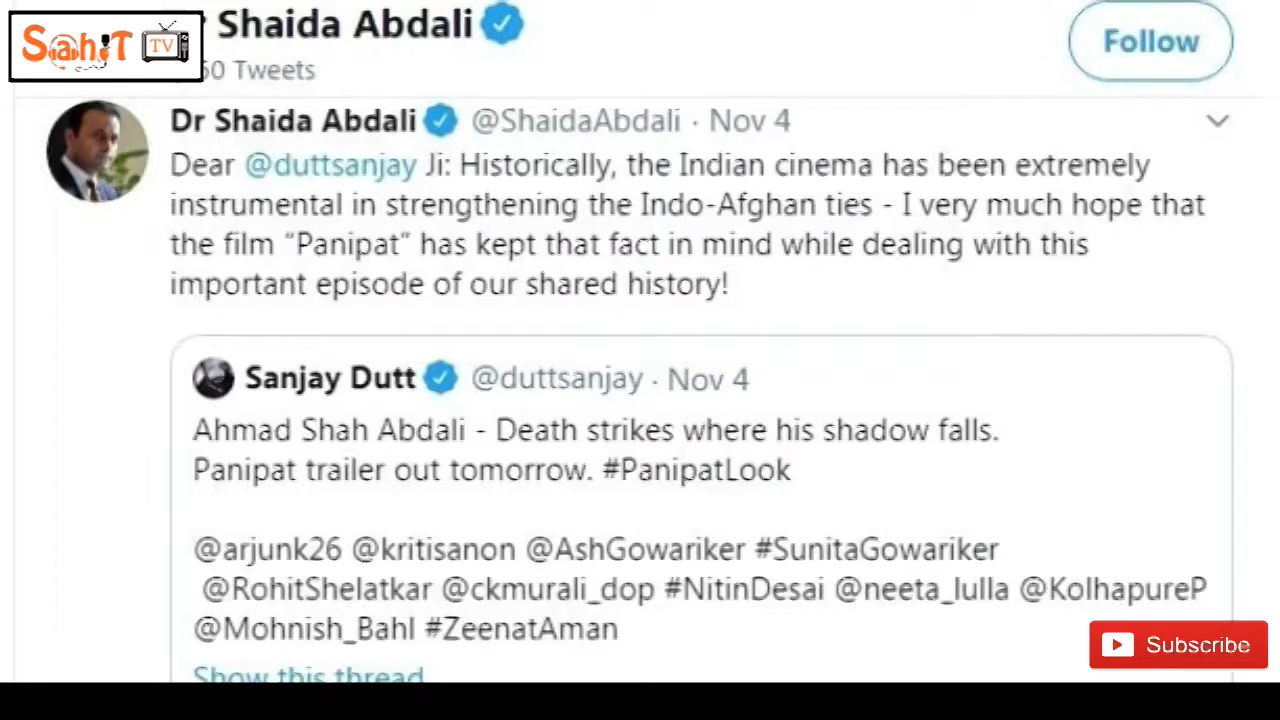 Sahit TV
Shaida Abdali
60 Tweets
Follow
Dr Shaida Abdali @ShaidaAbdali · Nov 4
Dear @duttsanjay Ji: Historically, the Indian cinema has been extremely
instrumental in strengthening the Indo-Afghan ties - I very much hope that
the film “Panipat” has kept that fact in mind while dealing with this
important episode of our shared history!
Sanjay Dutt @duttsanjay · Nov 4
Ahmad Shah Abdali - Death strikes where his shadow falls.
Panipat trailer out tomorrow. #PanipatLook
@arjunk26 @kritisanon @AshGowariker #SunitaGowariker
@RohitShelatkar @ckmurali_dop #NitinDesai @neeta_lulla @KolhapureP
@Mohnish_Bahl #ZeenatAman
Show this thread
Subscribe